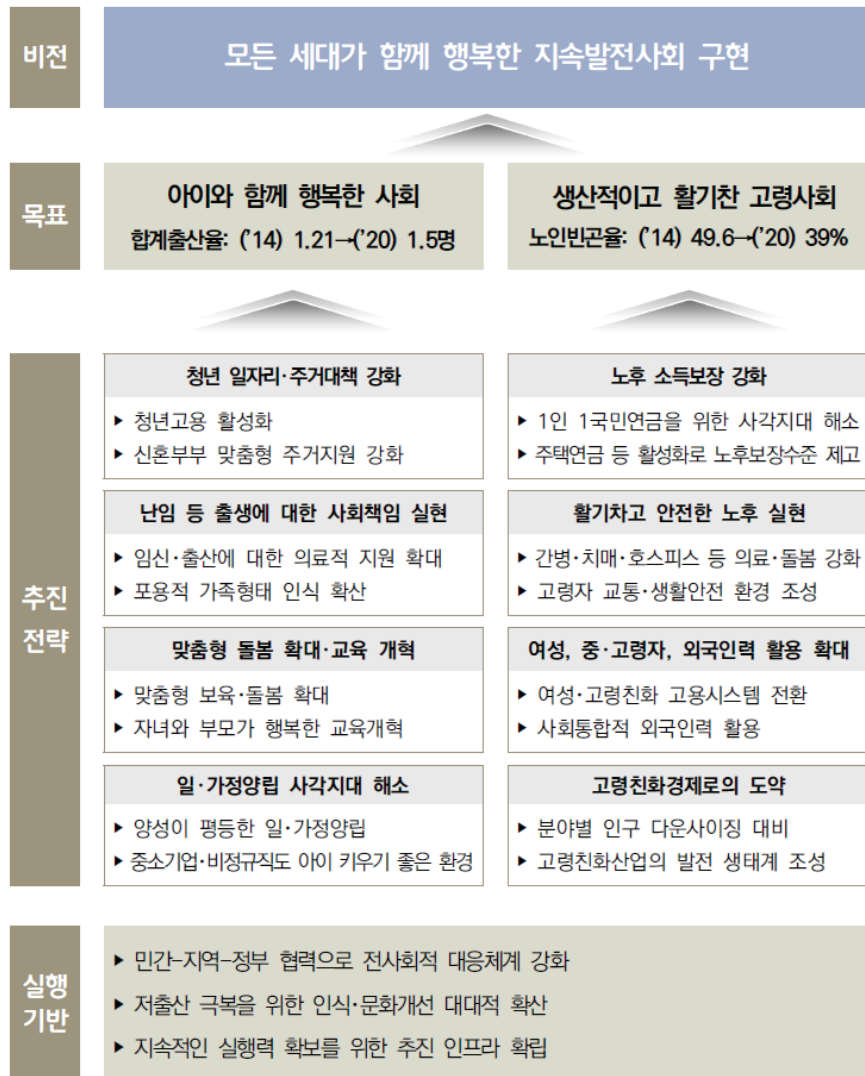 비전
모든 세대가 함께 행복한 지속발전사회 구현
목표
아이와 함께 행복한 사회
합계출산율: ('14) 1.21→('20) 1.5명
생산적이고 활기찬 고령사회
노인빈곤율: ('14) 49.6→('20) 39%
추진
전략
청년 일자리·주거대책 강화
▸ 청년고용 활성화
▸ 신혼부부 맞춤형 주거지원 강화
난임 등 출생에 대한 사회책임 실현
▸ 임신·출산에 대한 의료적 지원 확대
▸ 포용적 가족형태 인식 확산
맞춤형 돌봄 확대·교육 개혁
▸ 맞춤형 보육·돌봄 확대
▸ 자녀와 부모가 행복한 교육개혁
일·가정양립 사각지대 해소
▸ 양성이 평등한 일·가정양립
▸ 중소기업·비정규직도 아이 키우기 좋은 환경
노후 소득보장 강화
▸ 1인 1국민연금을 위한 사각지대 해소
▸ 주택연금 등 활성화로 노후보장수준 제고
활기차고 안전한 노후 실현
▸ 간병·치매·호스피스 등 의료·돌봄 강화
▸ 고령자 교통·생활안전 환경 조성
여성, 중·고령자, 외국인력 활용 확대
▸ 여성·고령친화 고용시스템 전환
▸ 사회통합적 외국인력 활용
고령친화경제로의 도약
▸ 분야별 인구 다운사이징 대비
▸ 고령친화산업의 발전 생태계 조성
실행
기반
▸ 민간-지역-정부 협력으로 전사회적 대응체계 강화
▸ 저출산 극복을 위한 인식·문화개선 대대적 확산
▸ 지속적인 실행력 확보를 위한 추진 인프라 확립